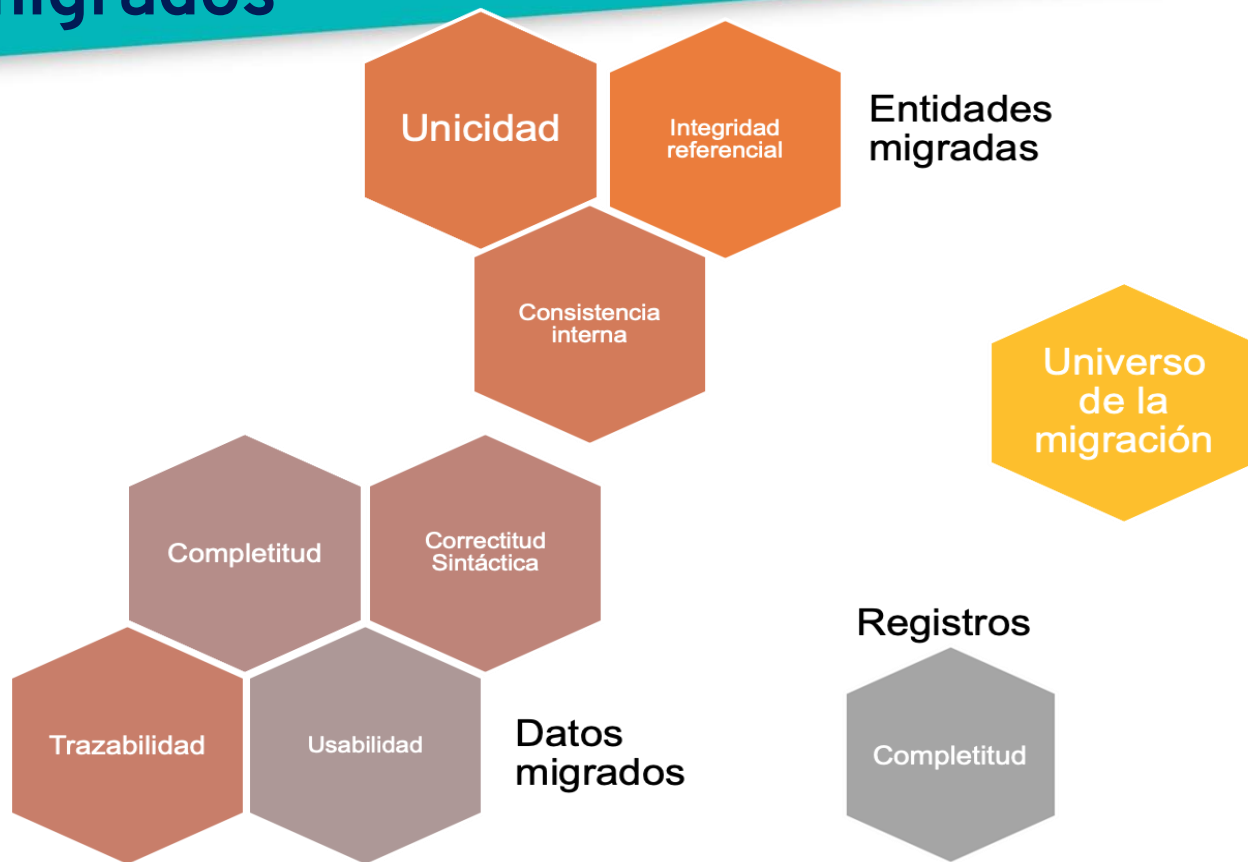 migrados
Unicidad
Integridad
referencial
Entidades
migradas
Consistencia
interna
Universo
de la
migración
Completitud
Correctitud
Sintáctica
Trazabilidad
Usabilidad
Datos
migrados
Registros
Completitud